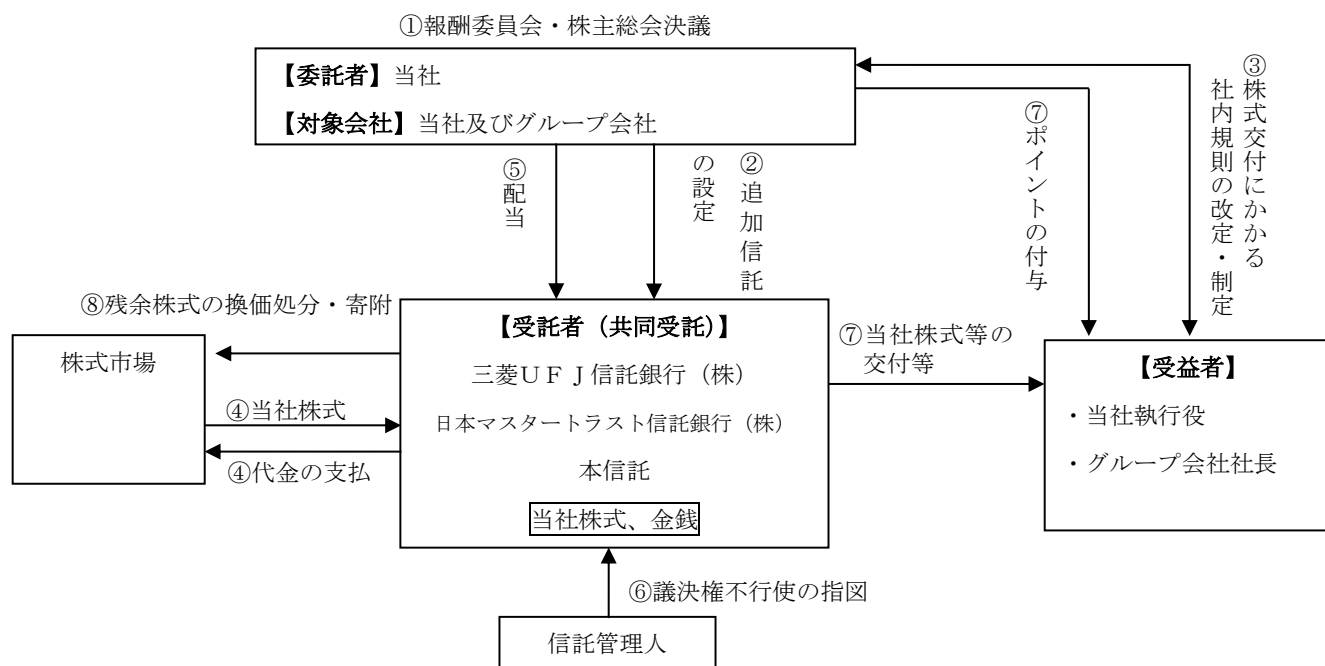 ①報酬委員会・株主総会決議
【委託者】当社
【対象会社】当社及びグループ会社
③株式交付にかかる
社内規則の改定・制定
⑦ポイントの付与
⑤配当
②追加信託
の設定
⑧残余株式の換価処分・寄附
株式市場
④当社株式
④代金の支払
【受託者（共同受託）】
三菱ＵＦＪ信託銀行（株）
日本マスタートラスト信託銀行（株）
本信託
当社株式、金銭
⑦当社株式等の
交付等
【受益者】
・当社執行役
・グループ会社社長
⑥議決権不行使の指図
信託管理人